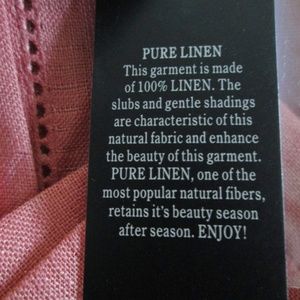 PURE LINEN
This garment is made
of 100% LINEN. The
slubs and gentle shadings
are characteristic of this
natural fabric and enhance
the beauty of this garment.
PURE LINEN, one of the
most popular natural fibers,
retains it's beauty season
after season. ENJOY!